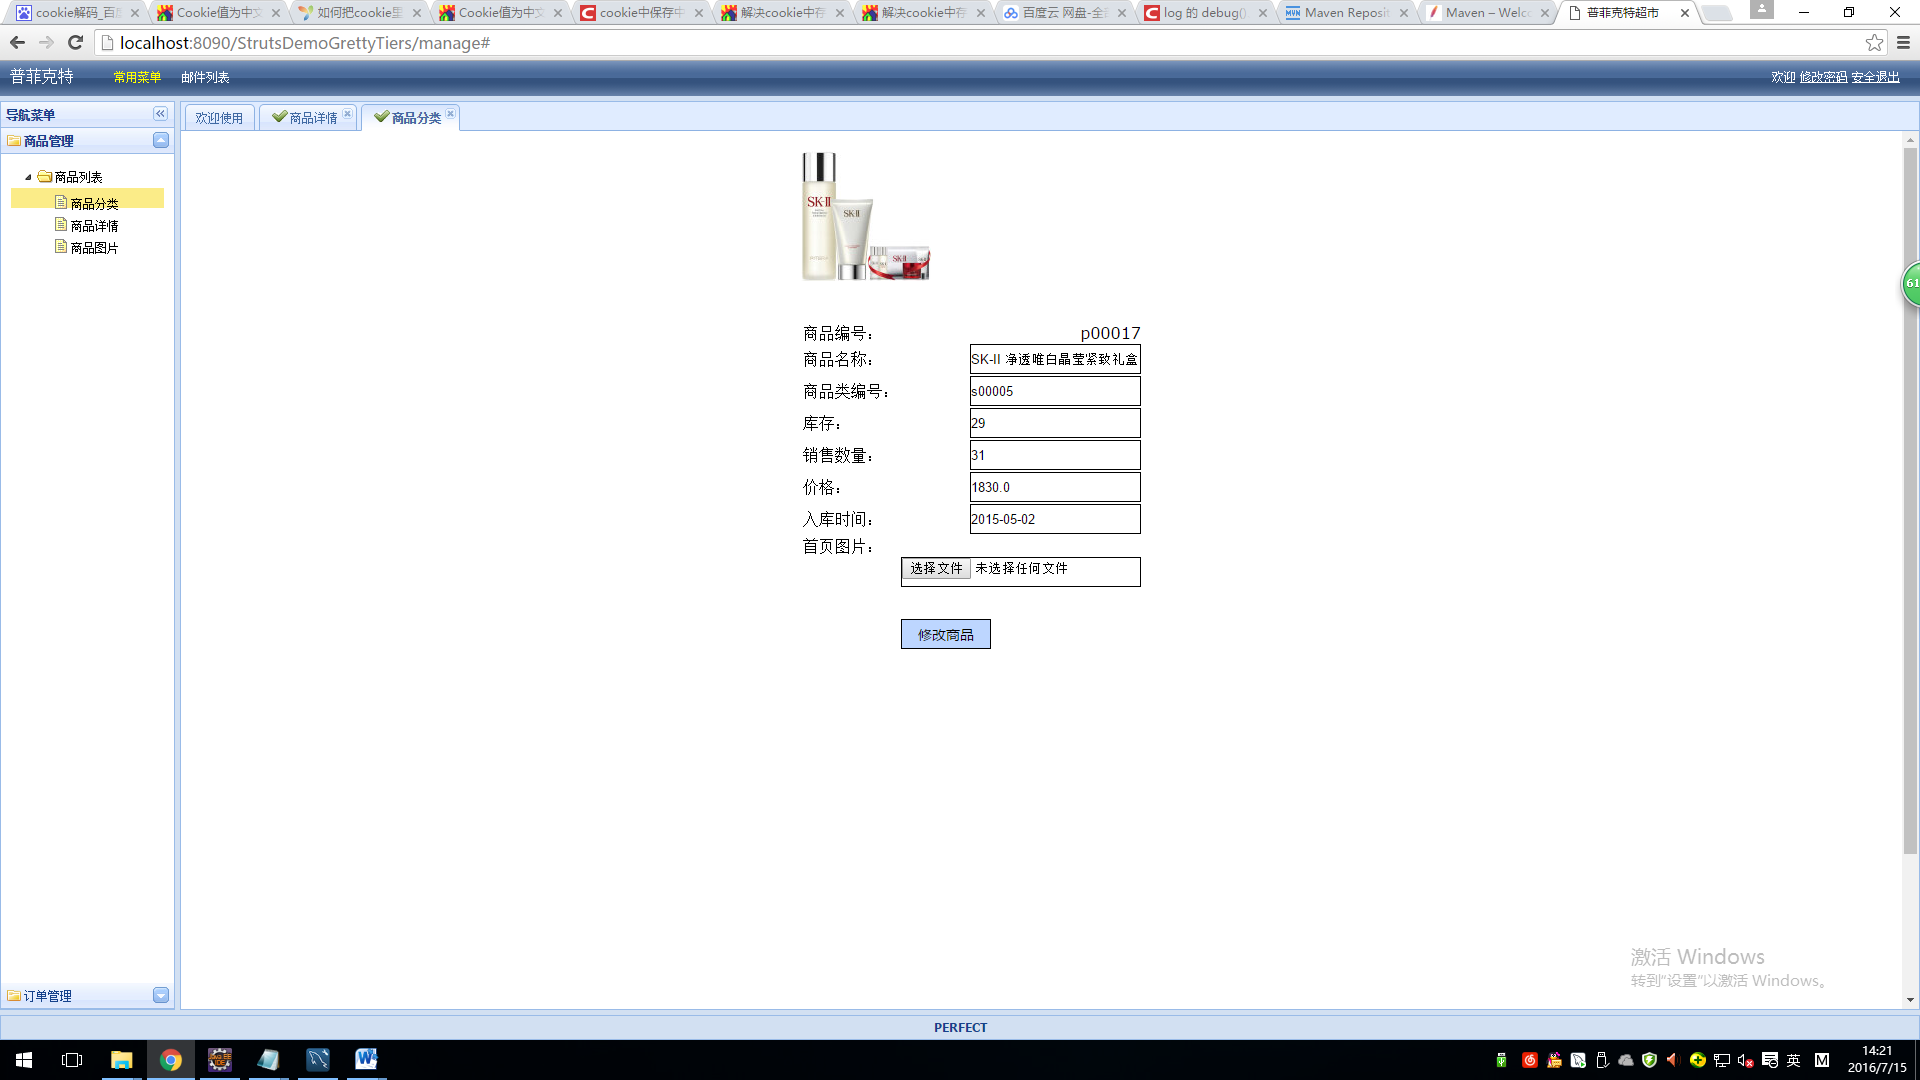 cookie解码_百度
Cookie值为中文
如何把cookie里
Cookie值为中文
cookie中保存中
解决cookie中存
解决cookie中存
百度云 网盘-全部
log 的 debug()
Maven Reposit
Maven – Welco
普菲克特超市
localhost:8090/StrutsDemoGrettyTiers/manage#
普菲克特 常用菜单 邮件列表
欢迎 修改密码 安全退出
导航菜单
商品管理
商品列表
商品分类
商品详情
商品图片
订单管理
欢迎使用
商品详情
商品分类
SK-II
SK-II
SK-II
商品编号： p00017
商品名称： SK-II 净透唯白晶莹紧致礼盒
商品类编号： s00005
库存： 29
销售数量： 31
价格： 1830.0
入库时间： 2015-05-02
首页图片：
选择文件 未选择任何文件
修改商品
61
激活 Windows
转到“设置”以激活 Windows。
PERFECT
英
M
14:21
2016/7/15